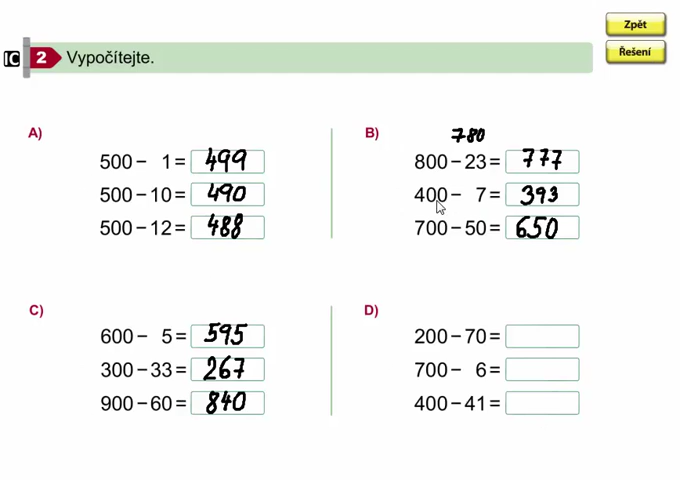 Zpět
Řešení
2 Vypočítejte.
A)
500 − 1 = 499
500 − 10 = 490
500 − 12 = 488
B)
780
800 − 23 = 777
400 − 7 = 393
700 − 50 = 650
C)
600 − 5 = 595
300 − 33 = 267
900 − 60 = 840
D)
200 − 70 =
700 − 6 =
400 − 41 =